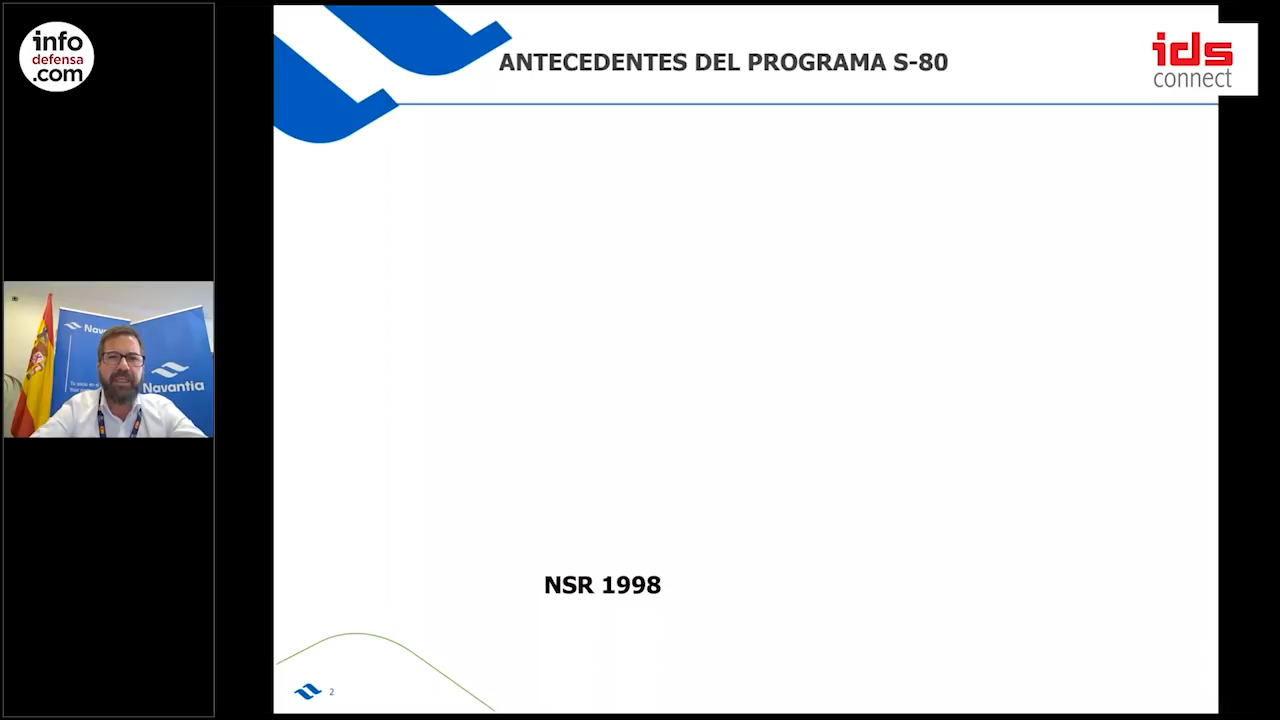 info
defensa
.com
ANTECEDENTES DEL PROGRAMA S-80
ids
connect
Navantia
NSR 1998
2